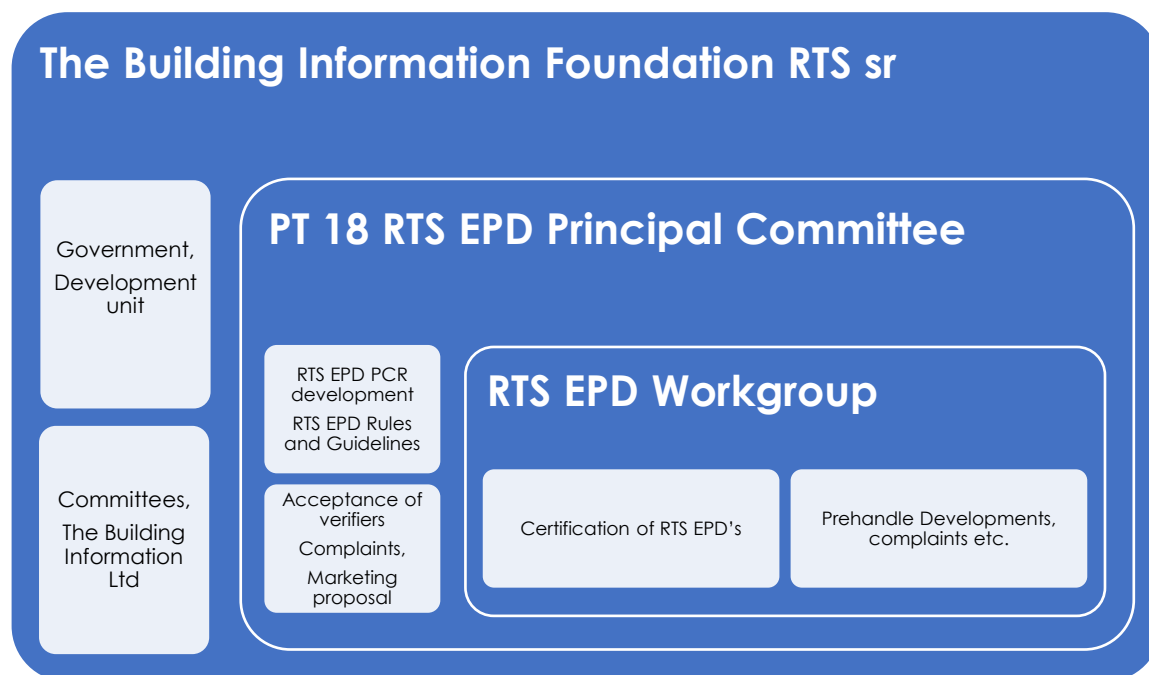 The Building Information Foundation RTS sr
Government,
Development
unit
Committees,
The Building
Information
Ltd
PT 18 RTS EPD Principal Committee
RTS EPD PCR
development
RTS EPD Rules
and Guidelines
Acceptance of
verifiers
Complaints,
Marketing
proposal
RTS EPD Workgroup
Certification of RTS EPD’s
Prehandle Developments,
complaints etc.